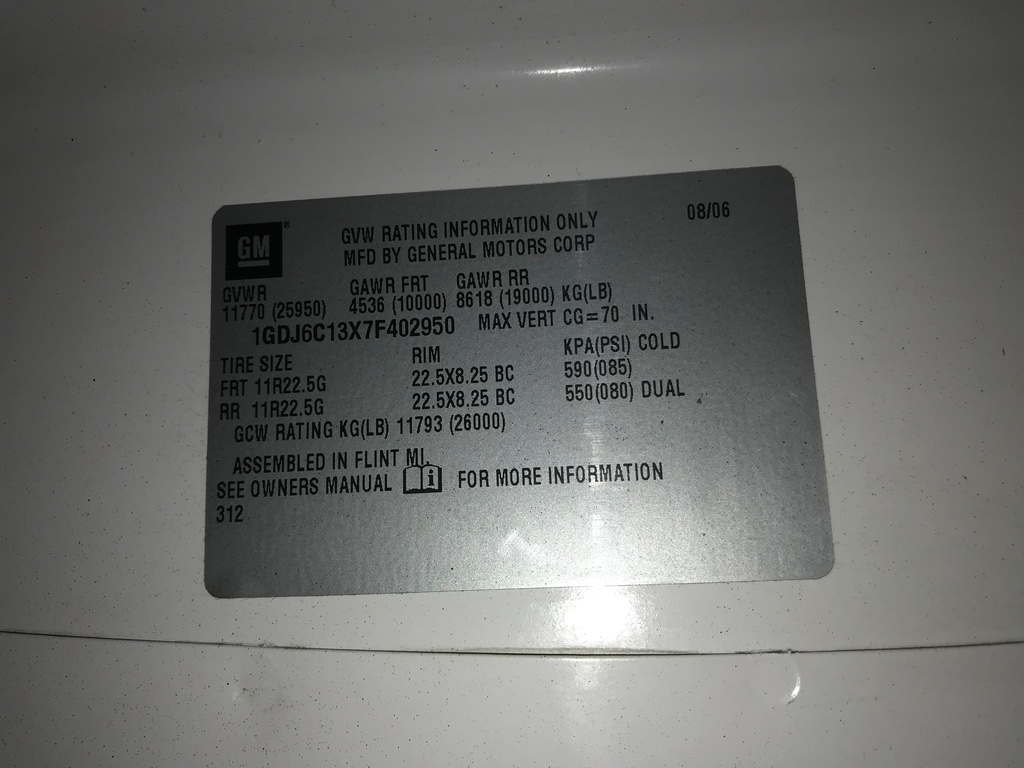 GM®
GVW RATING INFORMATION ONLY 08/06
MFD BY GENERAL MOTORS CORP
GVWR GAWR FRT GAWR RR
11770 (25950) 4536 (10000) 8618 (19000) KG(LB)
1GDJ6C13X7F402950 MAX VERT CG=70 IN.
TIRE SIZE RIM KPA(PSI) COLD
FRT 11R22.5G 22.5X8.25 BC 590(085)
RR 11R22.5G 22.5X8.25 BC 550(080) DUAL
GCW RATING KG(LB) 11793 (26000)
ASSEMBLED IN FLINT MI.
SEE OWNERS MANUAL i FOR MORE INFORMATION
312